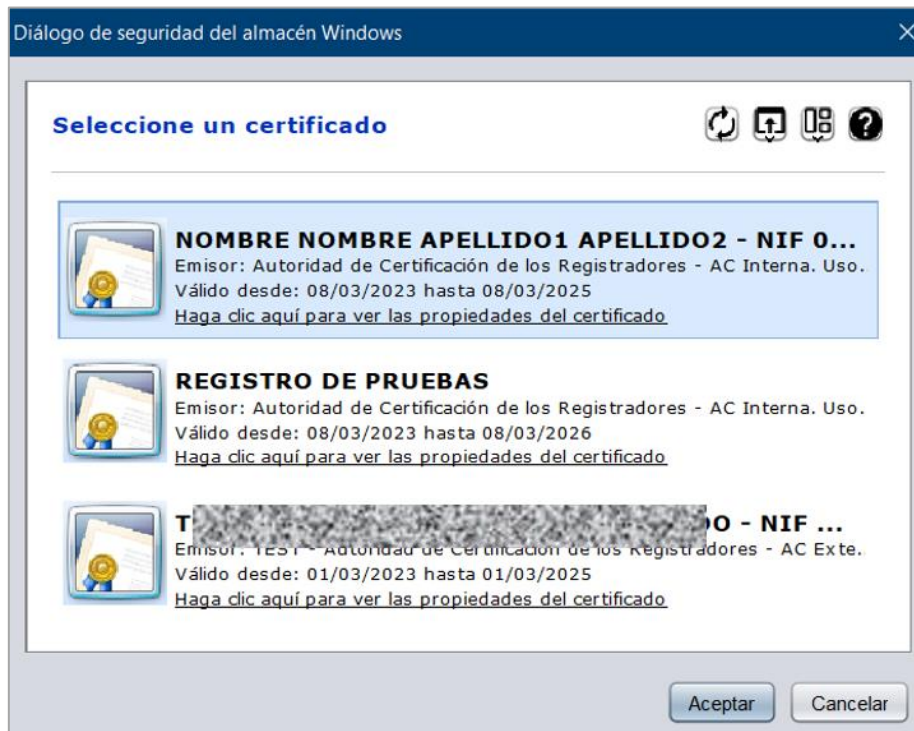 Diálogo de seguridad del almacén Windows
Seleccione un certificado
NOMBRE NOMBRE APELLIDO1 APELLIDO2 - NIF 0...
Emisor: Autoridad de Certificación de los Registradores - AC Interna. Uso.
Válido desde: 08/03/2023 hasta 08/03/2025
Haga clic aquí para ver las propiedades del certificado
REGISTRO DE PRUEBAS
Emisor: Autoridad de Certificación de los Registradores - AC Interna. Uso.
Válido desde: 08/03/2023 hasta 08/03/2026
Haga clic aquí para ver las propiedades del certificado
- NIF ...
Emisor: TEST - Autoridad de Certificación de los Registradores - AC Exte.
Válido desde: 01/03/2023 hasta 01/03/2025
Haga clic aquí para ver las propiedades del certificado
Aceptar Cancelar